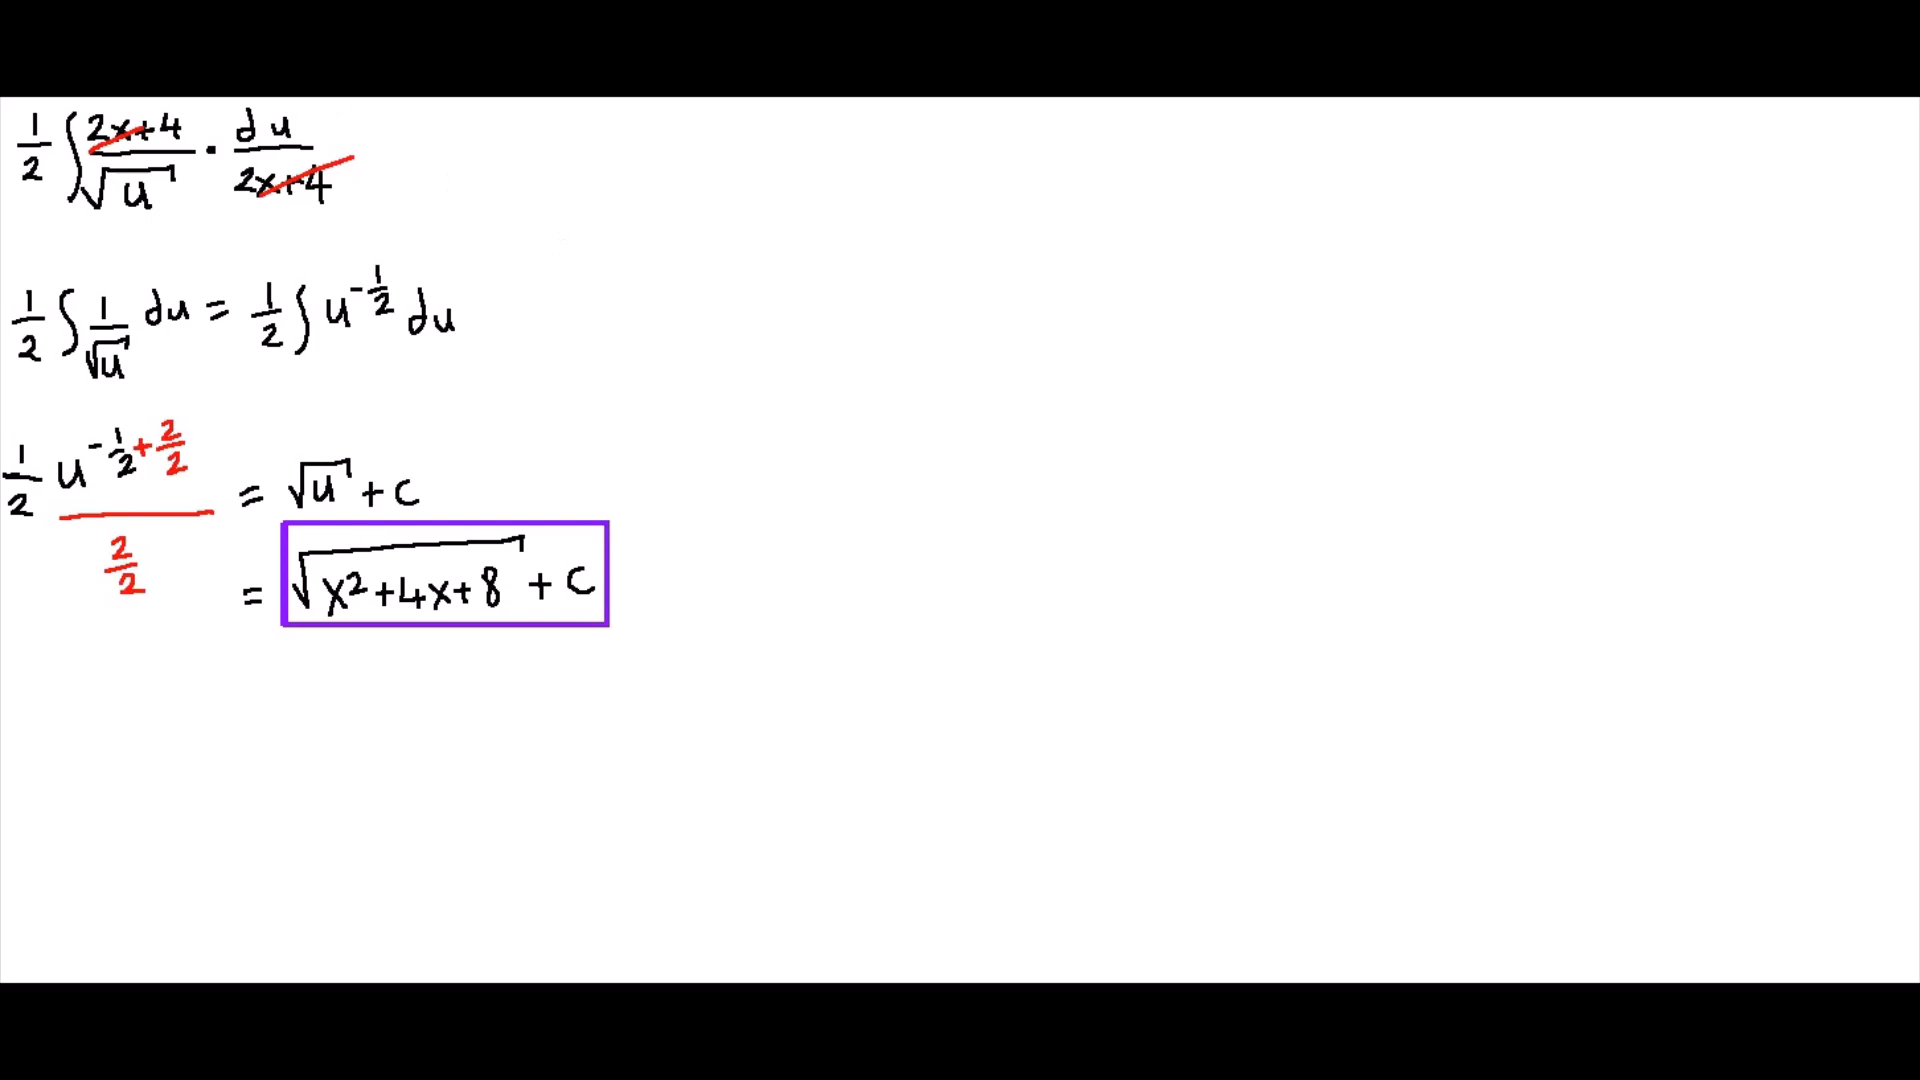 1/2 ∫ (2x+4)/√u · du/(2x+4)
1/2 ∫ 1/√u du = 1/2 ∫ u^(-1/2) du
1/2 u^(-1/2+2/2) / (2/2) = √u + c
= √(x²+4x+8) + c